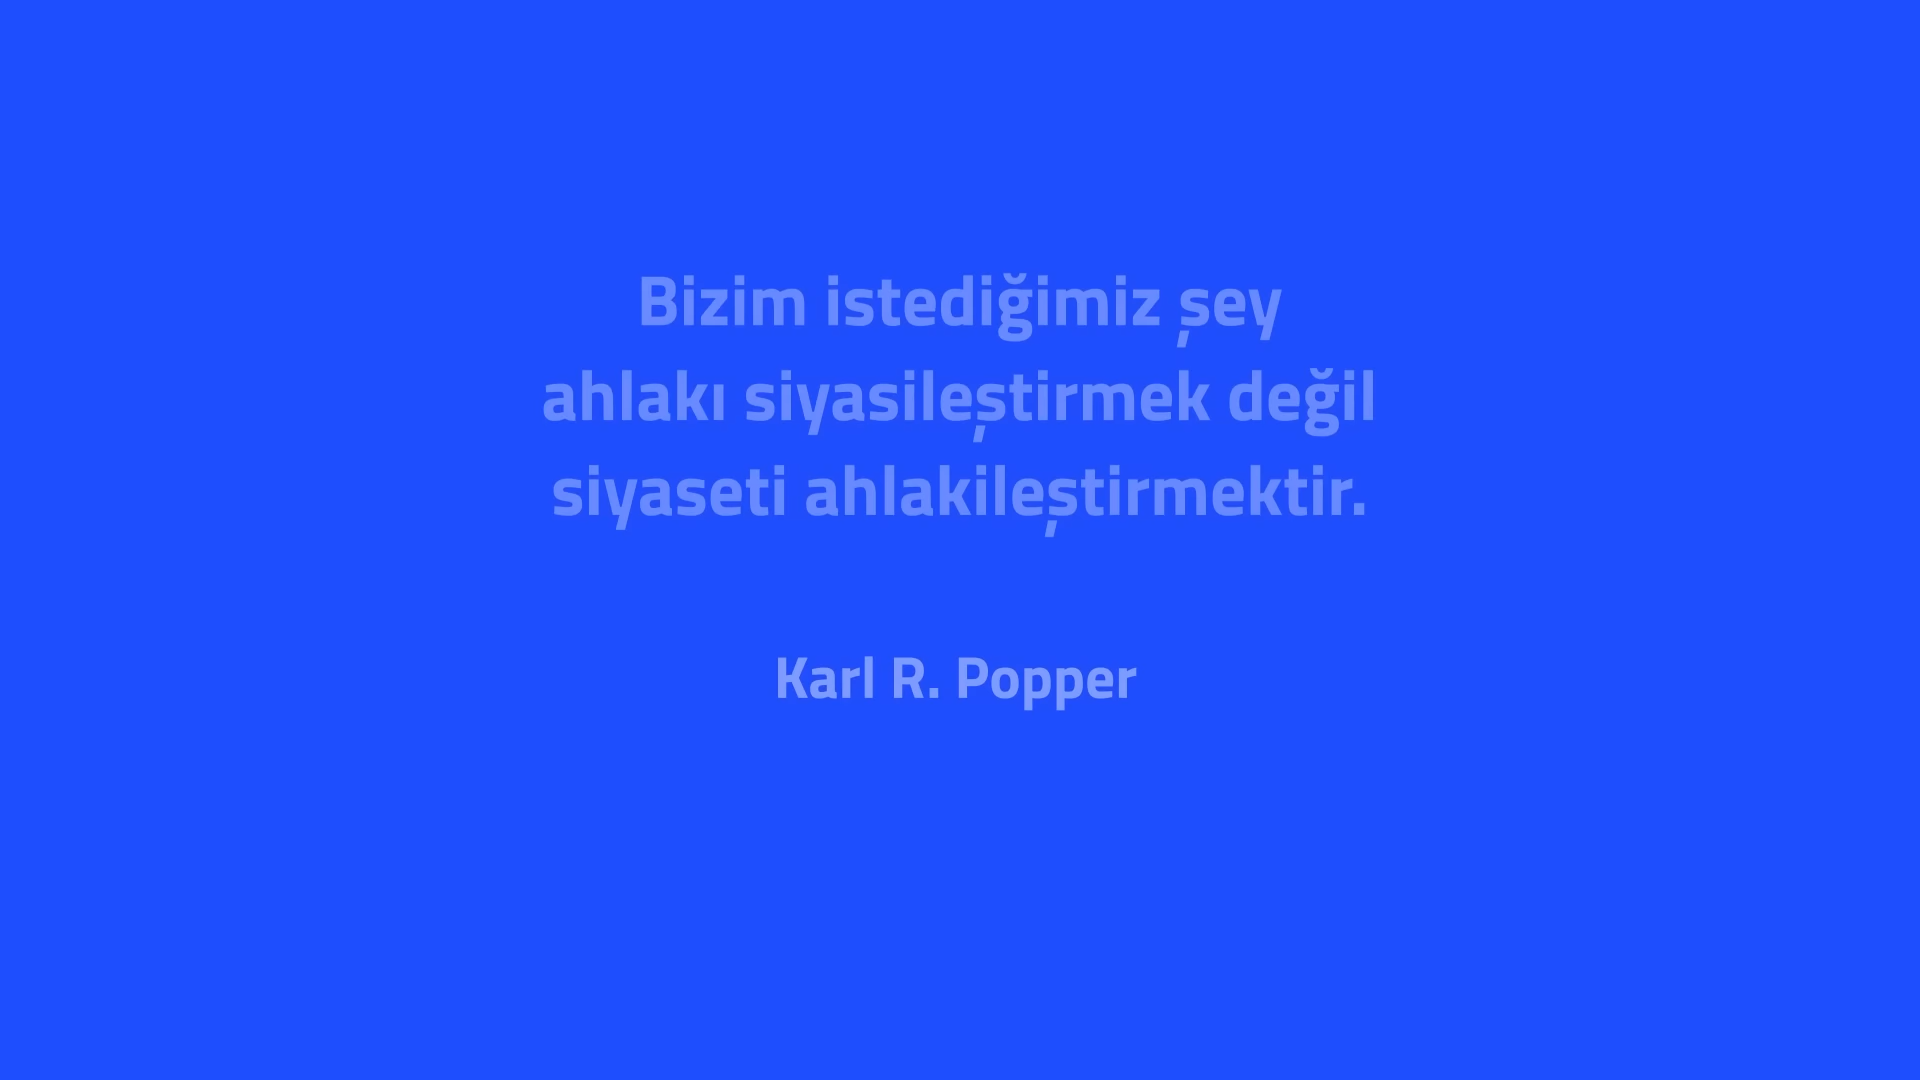 Bizim istediğimiz şey
ahlakı siyasileştirmek değil
siyaseti ahlakileştirmektir.
Karl R. Popper